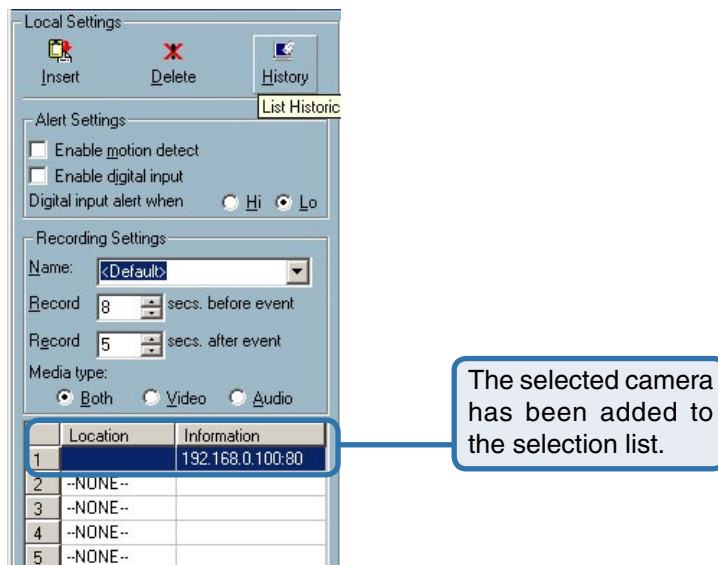 Local Settings
Insert Delete History
List Historic
Alert Settings
Enable motion detect
Enable digital input
Digital input alert when Hi Lo
Recording Settings
Name: <Default>
Record 8 secs. before event
Record 5 secs. after event
Media type:
Both Video Audio
Location Information
1 192.168.0.100:80
2 --NONE--
3 --NONE--
4 --NONE--
5 --NONE--
The selected camera
has been added to
the selection list.